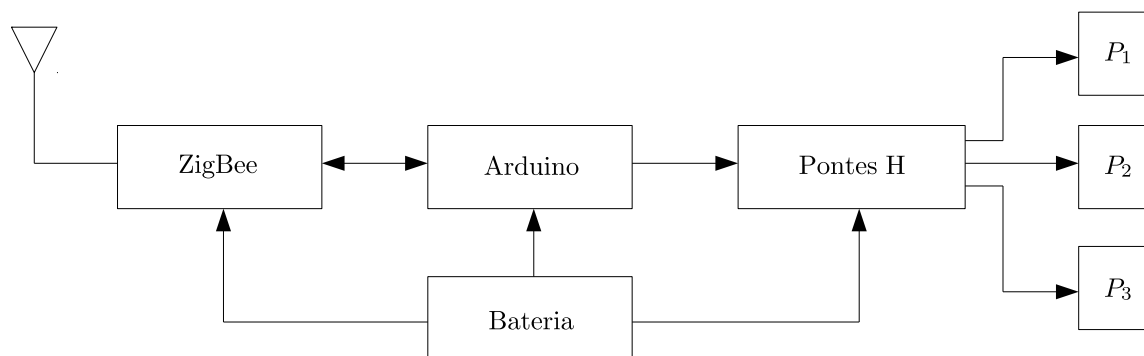 P₁
ZigBee
Arduino
Pontes H
P₂
P₃
Bateria